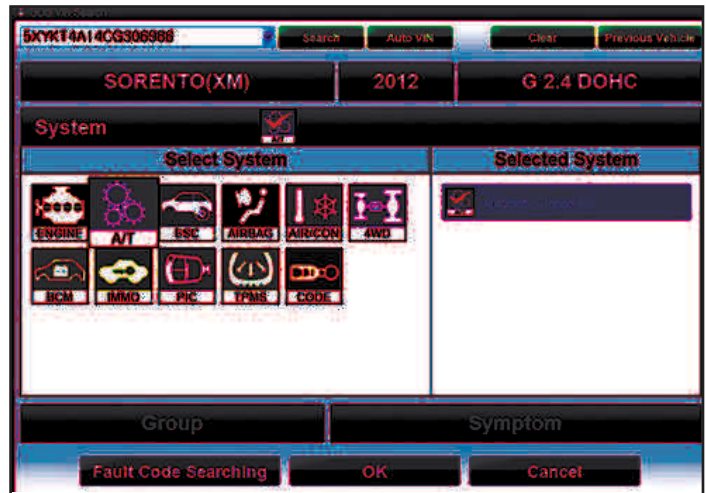 5XYKT4A14CG306986 Search Auto VIN Clear Previous Vehicle
SORENTO(XM) 2012 G 2.4 DOHC
System A/T
Select System Selected System
ENGINE A/T ESC AIRBAG AIR/CON 4WD
BCM IMMO PIC TPMS CODE
Group Symptom
Fault Code Searching OK Cancel